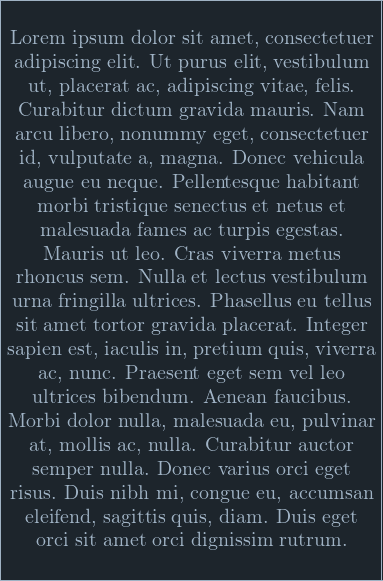 Lorem ipsum dolor sit amet, consectetuer
adipiscing elit. Ut purus elit, vestibulum
ut, placerat ac, adipiscing vitae, felis.
Curabitur dictum gravida mauris. Nam
arcu libero, nonummy eget, consectetuer
id, vulputate a, magna. Donec vehicula
augue eu neque. Pellentesque habitant
morbi tristique senectus et netus et
malesuada fames ac turpis egestas.
Mauris ut leo. Cras viverra metus
rhoncus sem. Nulla et lectus vestibulum
urna fringilla ultrices. Phasellus eu tellus
sit amet tortor gravida placerat. Integer
sapien est, iaculis in, pretium quis, viverra
ac, nunc. Praesent eget sem vel leo
ultrices bibendum. Aenean faucibus.
Morbi dolor nulla, malesuada eu, pulvinar
at, mollis ac, nulla. Curabitur auctor
semper nulla. Donec varius orci eget
risus. Duis nibh mi, congue eu, accumsan
eleifend, sagittis quis, diam. Duis eget
orci sit amet orci dignissim rutrum.